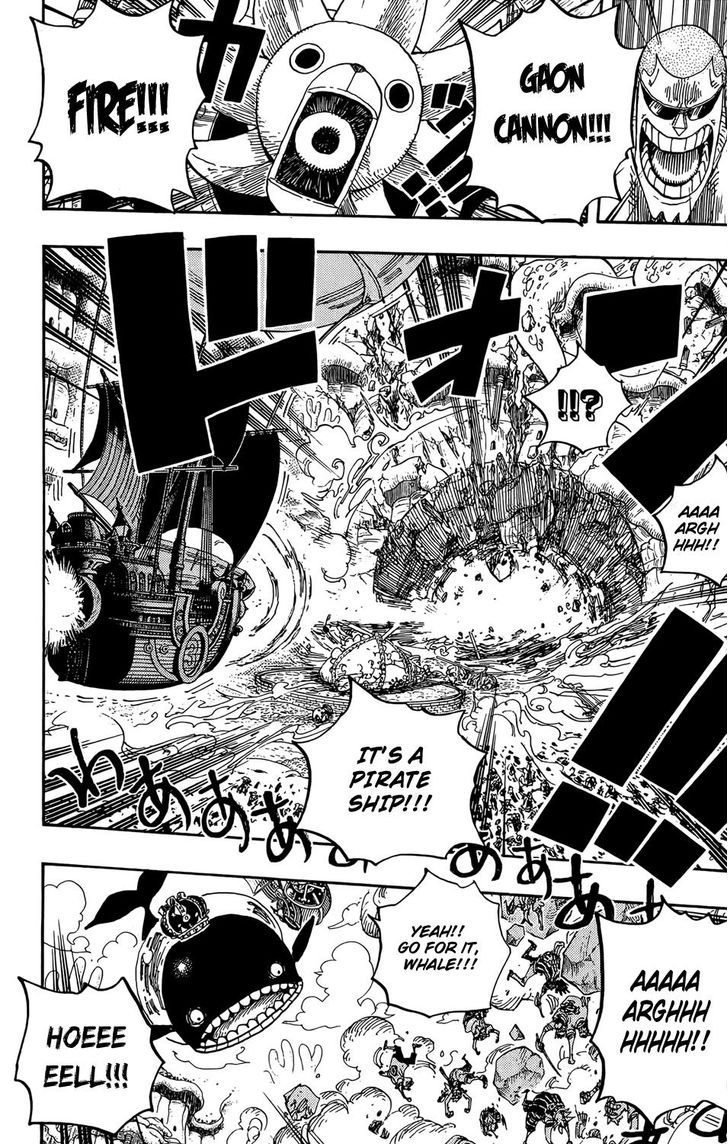 GAON
CANNON!!!
FIRE!!!
カ
ドオン
!!!
!!?
AAAA
ARGH
HHH!!
IT'S A
PIRATE
SHIP!!!
わあああ
ああああ
YEAH!!
GO FOR IT,
WHALE!!!
AAAAA
ARGHHH
HHHHH!!
HOEEE
EELL!!!